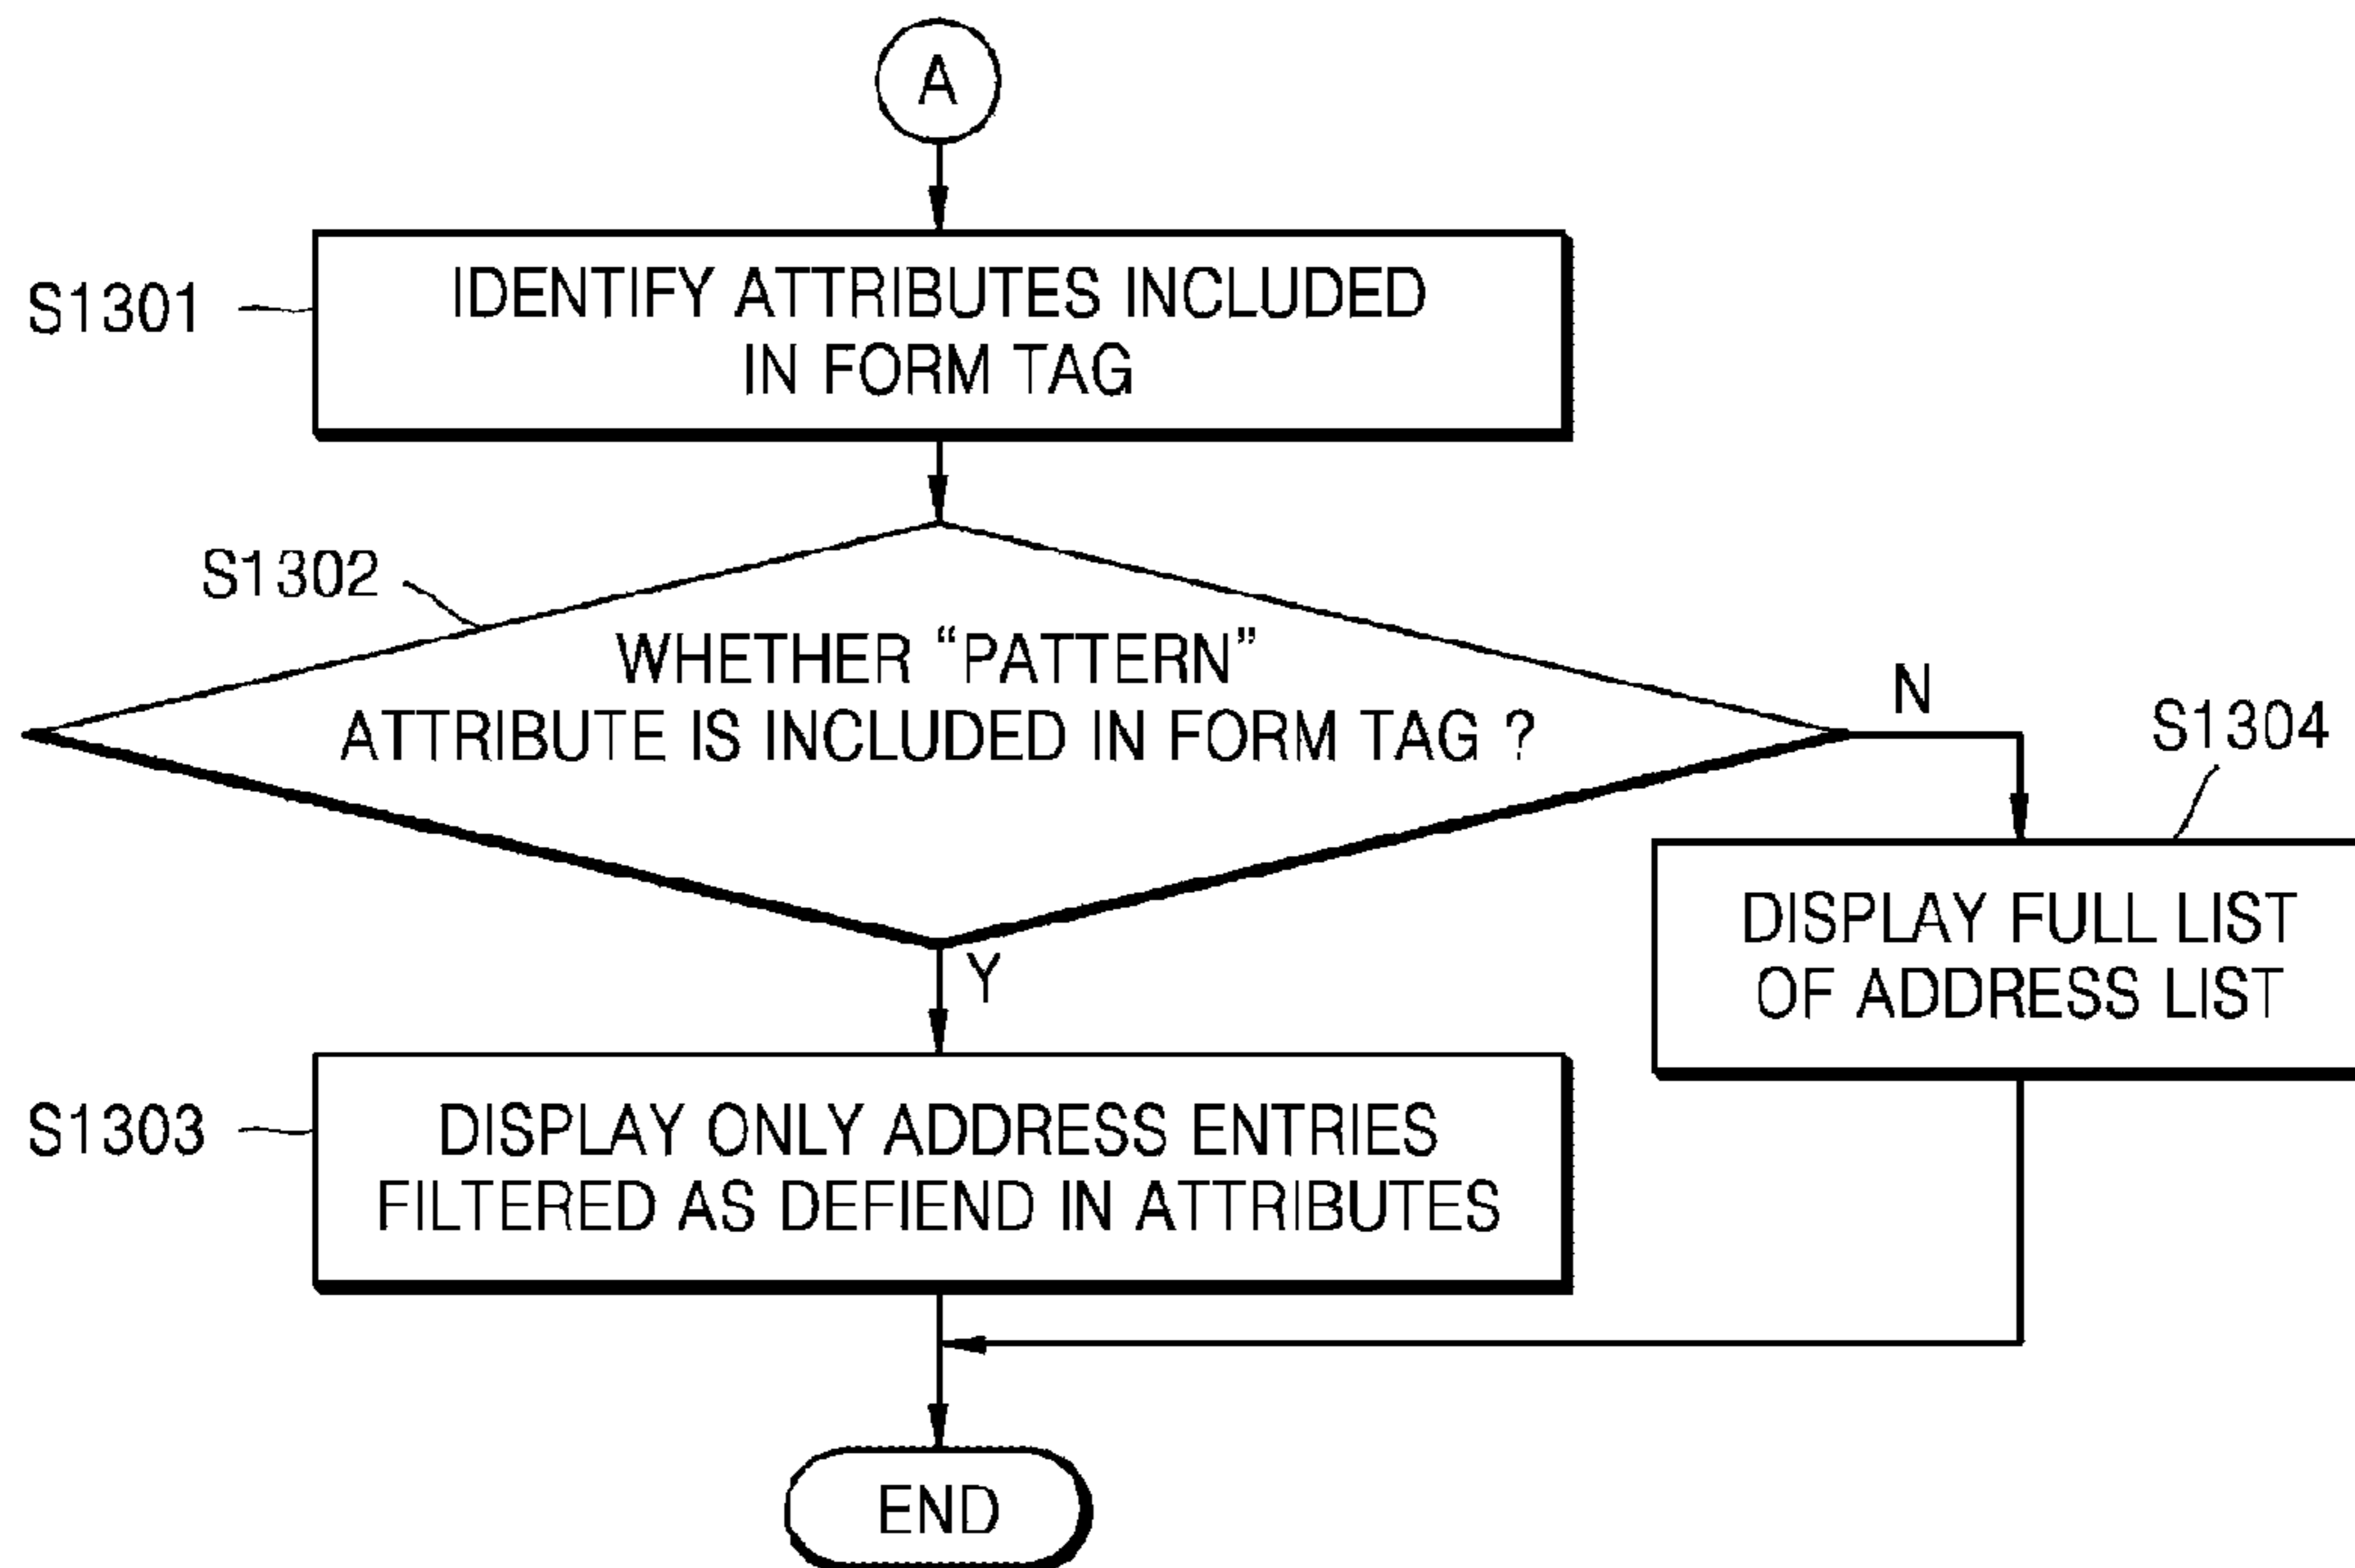 A
S1301
IDENTIFY ATTRIBUTES INCLUDED
IN FORM TAG
S1302
WHETHER “PATTERN”
ATTRIBUTE IS INCLUDED IN FORM TAG ?
N
S1304
DISPLAY FULL LIST
OF ADDRESS LIST
Y
S1303
DISPLAY ONLY ADDRESS ENTRIES
FILTERED AS DEFIEND IN ATTRIBUTES
END